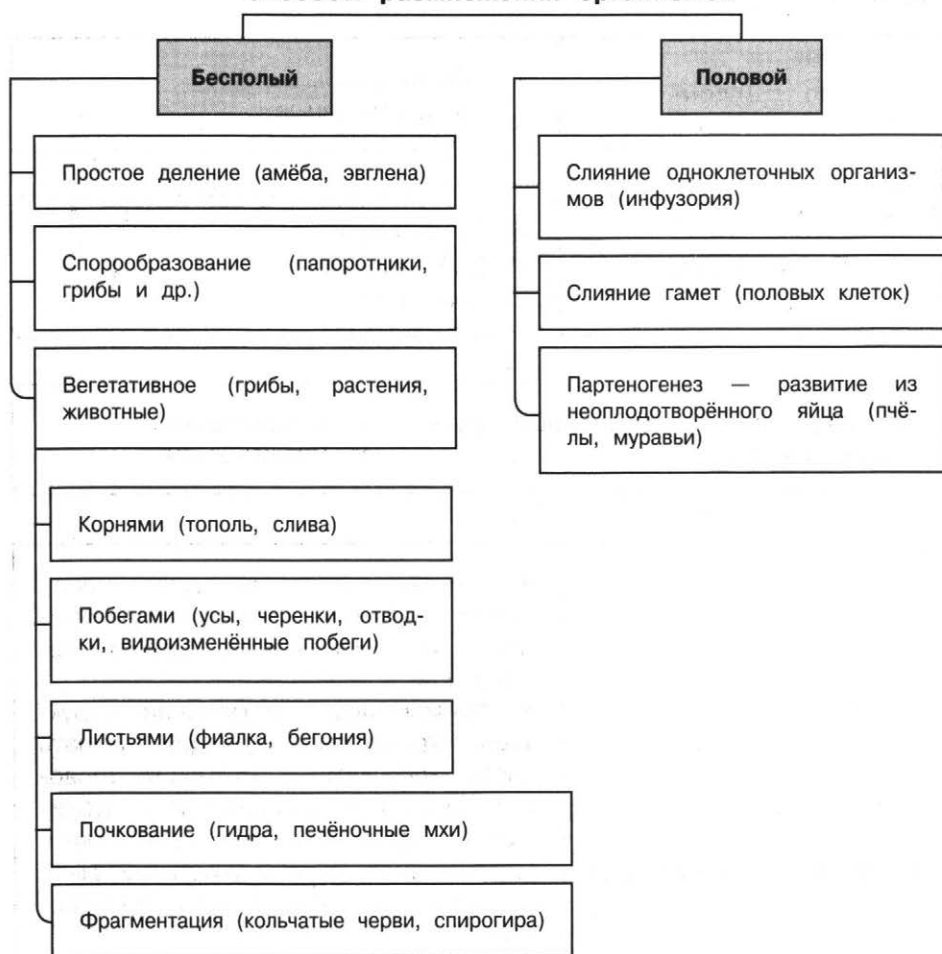 Бесполый
Половой
Простое деление (амёба, эвглена)
Спорообразование (папоротники,
грибы и др.)
Вегетативное (грибы, растения,
животные)
Корнями (тополь, слива)
Побегами (усы, черенки, отвод-
ки, видоизменённые побеги)
Листьями (фиалка, бегония)
Почкование (гидра, печёночные мхи)
Фрагментация (кольчатые черви, спирогира)
Слияние одноклеточных организ-
мов (инфузория)
Слияние гамет (половых клеток)
Партеногенез — развитие из
неоплодотворённого яйца (пчё-
лы, муравьи)